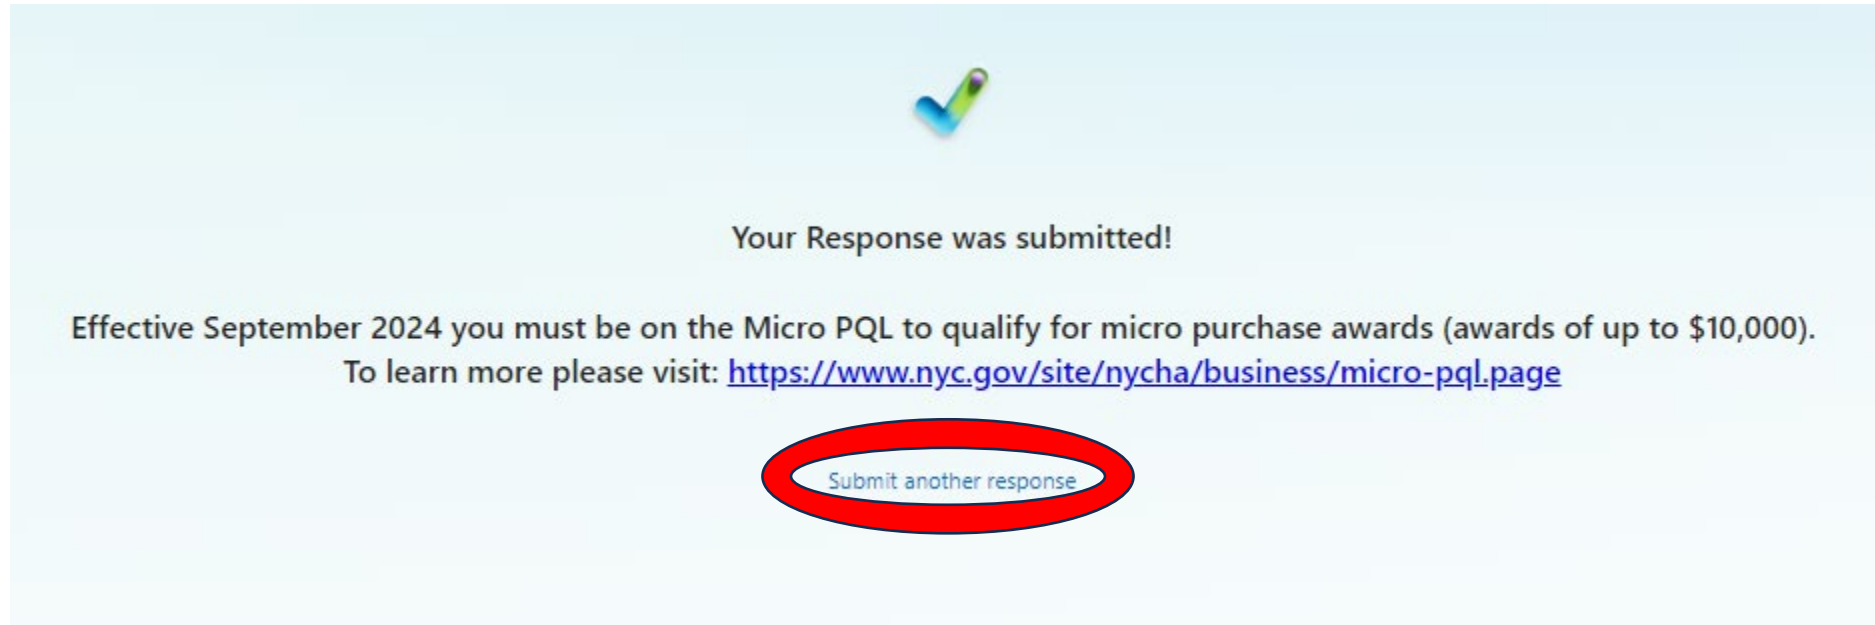 Your Response was submitted!
Effective September 2024 you must be on the Micro PQL to qualify for micro purchase awards (awards of up to $10,000).
To learn more please visit: https://www.nyc.gov/site/nycha/business/micro-pql.page
Submit another response